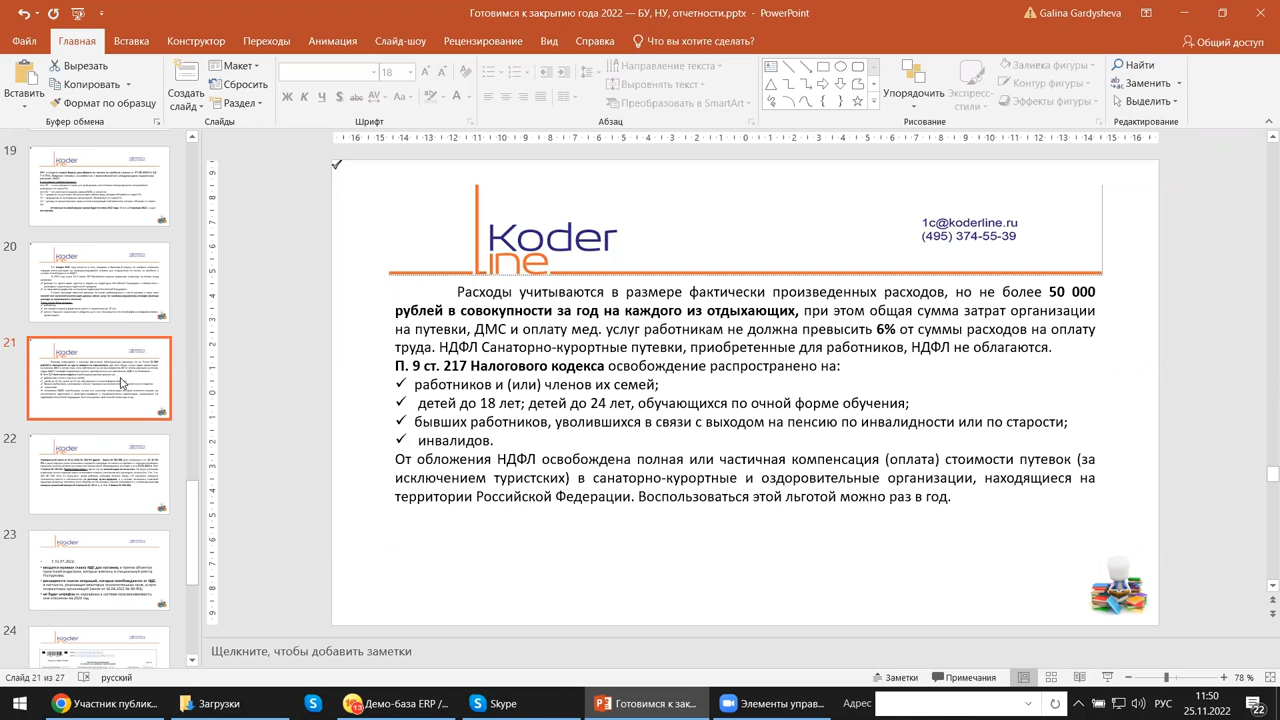 Готовимся к закрытию 2022 БУ, НУ, отчетности.pptx - PowerPoint
Galina Gardysheva
Файл Главная Вставка Конструктор Переходы Анимация Слайд-шоу Рецензирование Вид Справка Что вы хотите сделать? Общий доступ
Вставить
Вырезать
Копировать
Формат по образцу
Буфер обмена
Создать слайд
Макет
Сбросить
Раздел
Слайды
18
Ж К Ч S abc AV Aa A
Шрифт
Направление текста
Выровнять текст
Преобразовать в SmartArt
Абзац
Упорядочить
Экспресс-стили
Заливка фигуры
Контур фигуры
Эффекты фигуры
Рисование
Найти
Заменить
Выделить
Редактирование
19
20
21
22
23
24
Koder
line
1c@koderline.ru
(495) 374-55-39
Расходы учитываются в размере фактически произведенных расходов, но не более 50 000
рублей в совокупности за год на каждого из отдыхающих, при этом общая сумма затрат организации
на путевки, ДМС и оплату мед. услуг работникам не должна превысить 6% от суммы расходов на оплату
труда. НДФЛ Санаторно-курортные путевки, приобретенные для работников, НДФЛ не облагаются.
П. 9 ст. 217 Налогового кодекса освобождение распространено на:
✓ работников и (или) членов их семей;
✓ детей до 18 лет; детей до 24 лет, обучающихся по очной форме обучения;
✓ бывших работников, уволившихся в связи с выходом на пенсию по инвалидности или по старости;
✓ инвалидов.
От обложения НДФЛ освобождена полная или частичная компенсация (оплата) стоимости путевок (за
исключением туристских) в санаторно-курортные и оздоровительные организации, находящиеся на
территории Российской Федерации. Воспользоваться этой льготой можно раз в год.
Щелкните, чтобы добавить заметки
Слайд 21 из 27 русский Заметки Примечания 78 %
Участник публик... Загрузки Демо-база ERP /... Skype Готовимся к зак... Элементы управ... Адрес РУС 11:50
25.11.2022 22